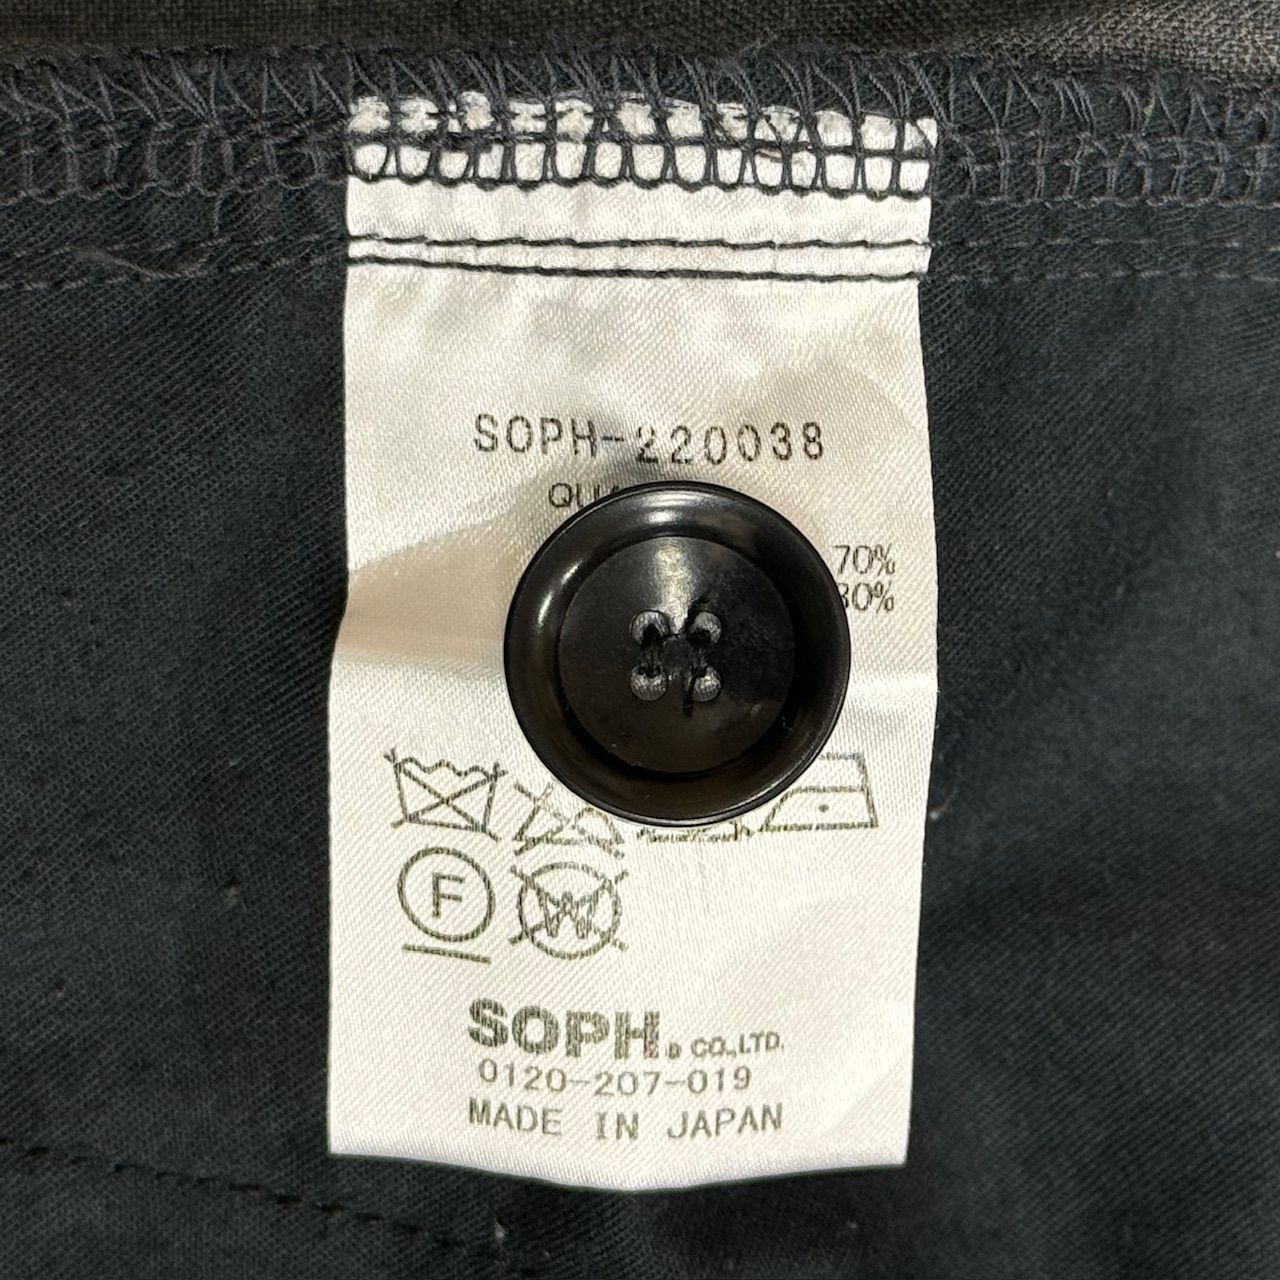 SOPH-220038
70%
30%
F
W
SOPH. CO.,LTD.
0120-207-019
MADE IN JAPAN